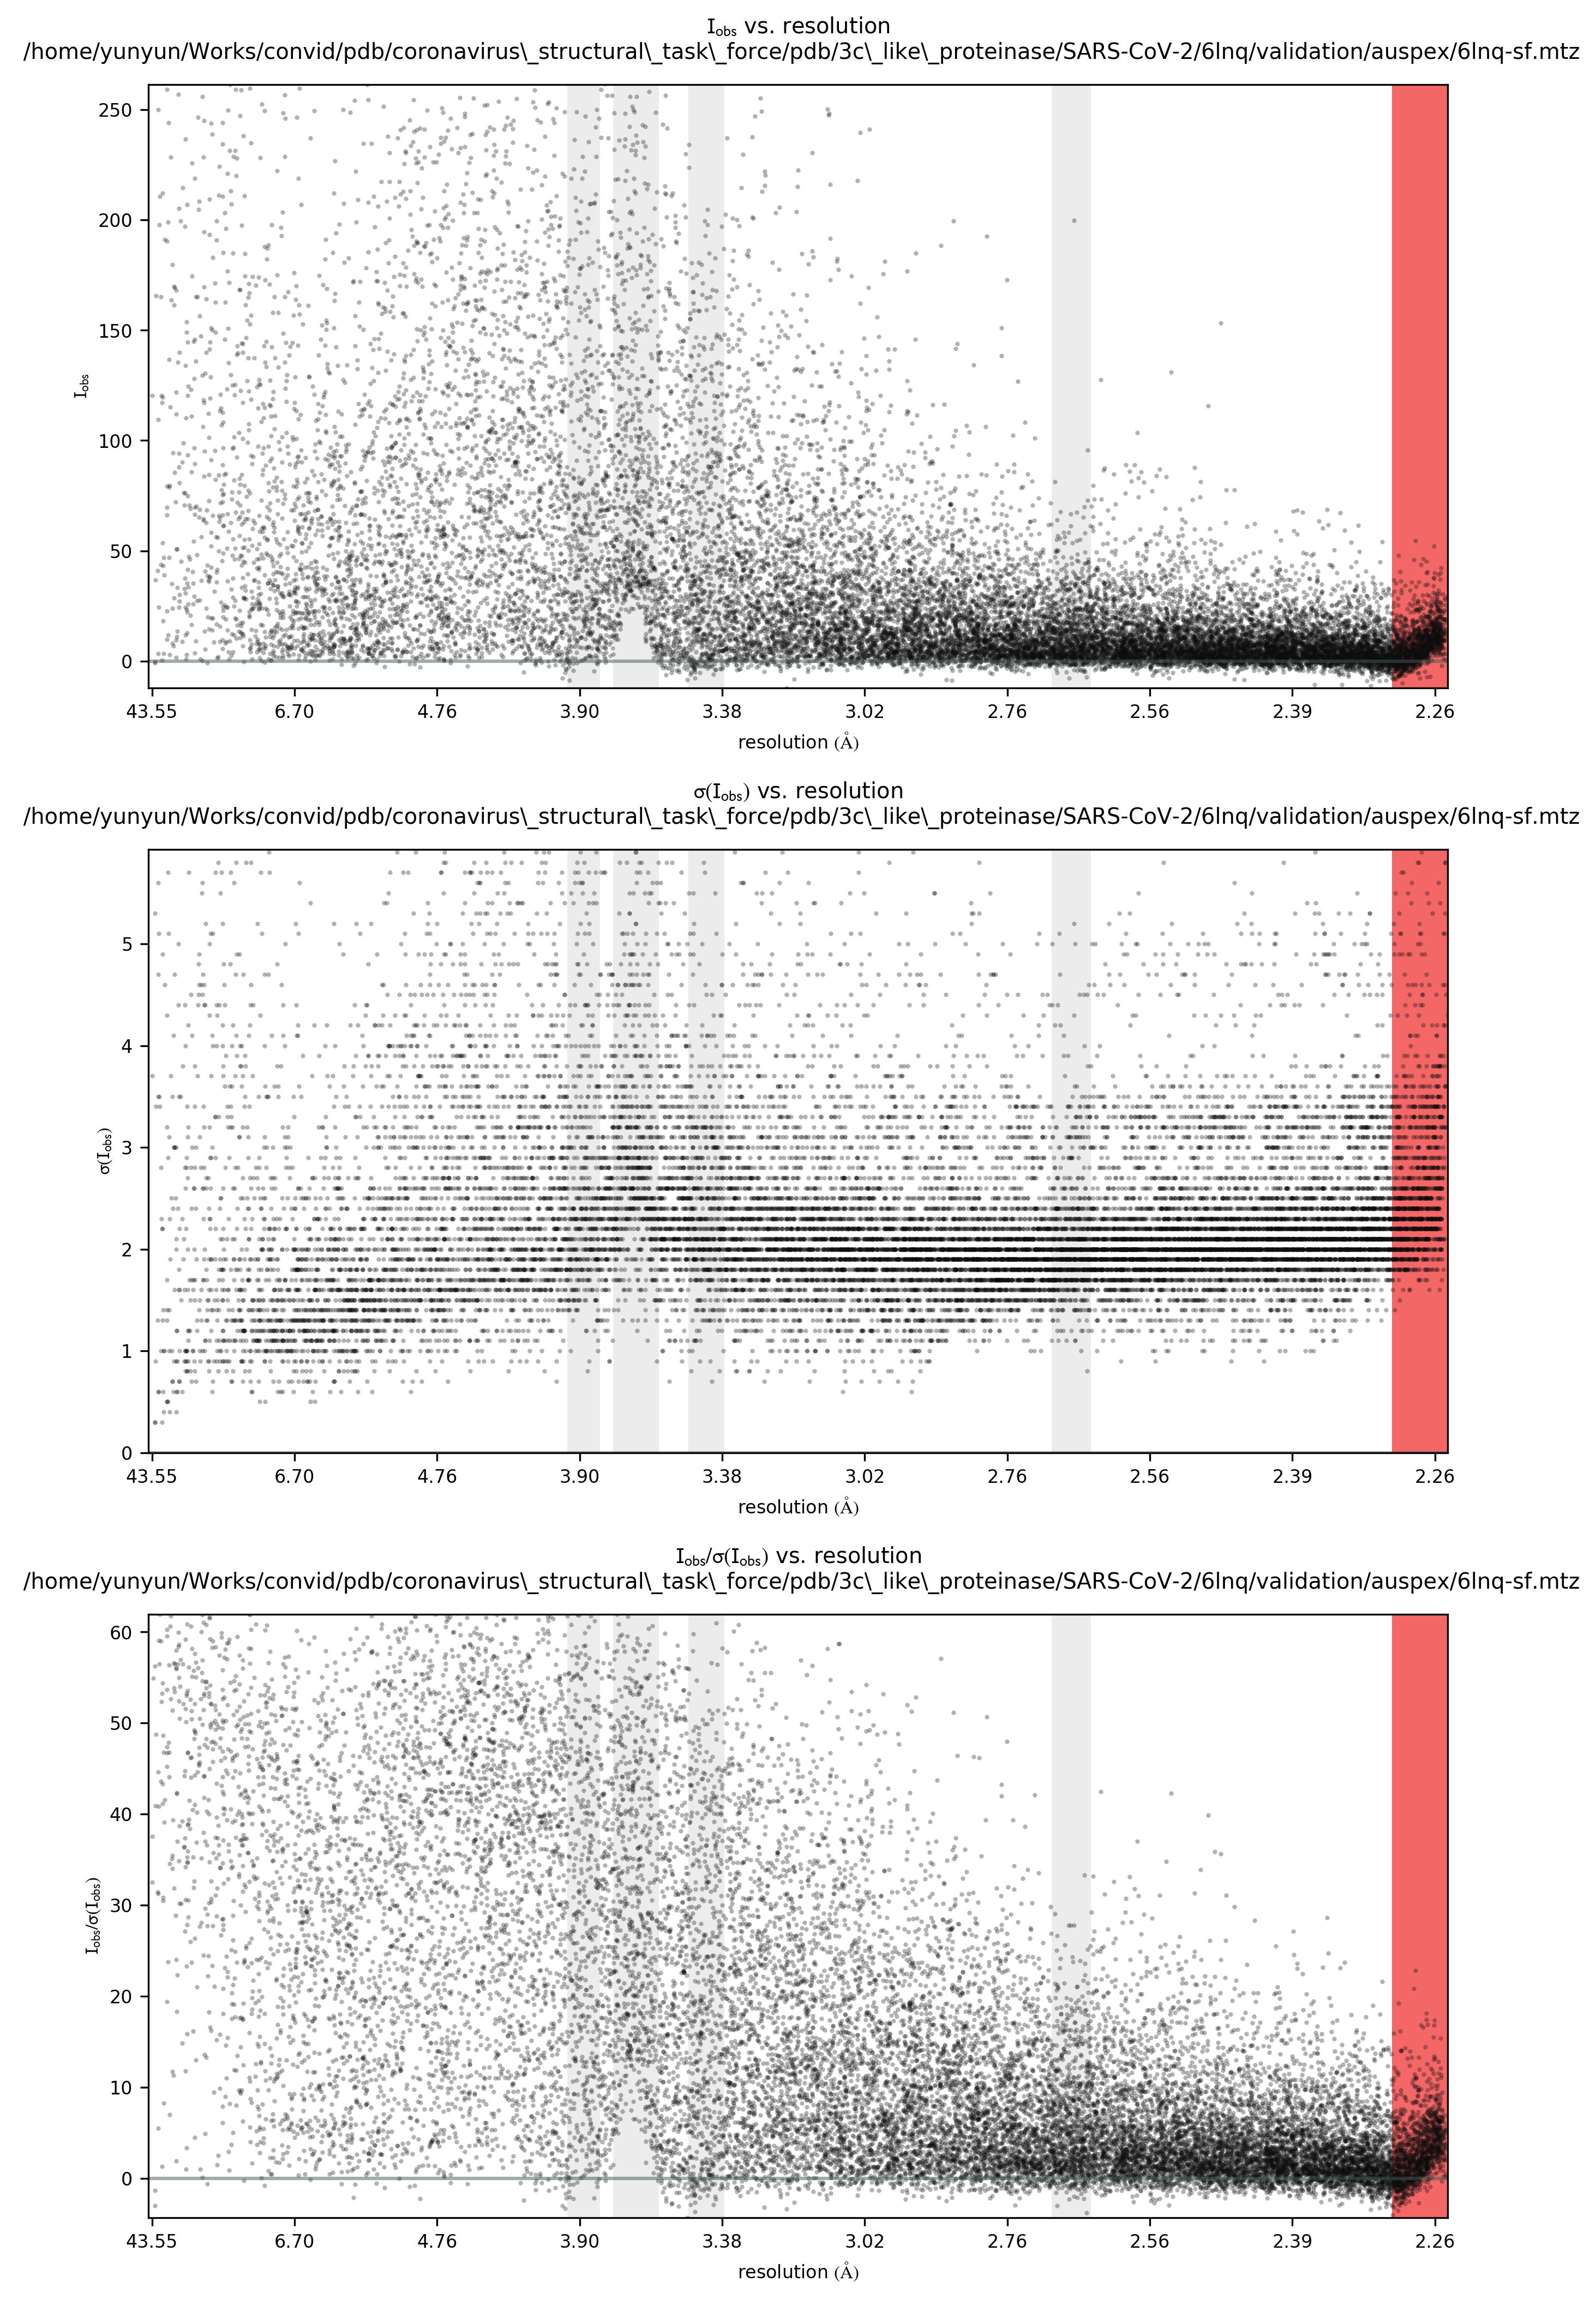 I_obs vs. resolution
/home/yunyun/Works/convid/pdb/coronavirus\_structural\_task\_force/pdb/3c\_like\_proteinase/SARS-CoV-2/6lnq/validation/auspex/6lnq-sf.mtz
250
200
150
100
50
0
I_obs
43.55 6.70 4.76 3.90 3.38 3.02 2.76 2.56 2.39 2.26
resolution (Å)
σ(I_obs) vs. resolution
/home/yunyun/Works/convid/pdb/coronavirus\_structural\_task\_force/pdb/3c\_like\_proteinase/SARS-CoV-2/6lnq/validation/auspex/6lnq-sf.mtz
5
4
3
2
1
0
σ(I_obs)
43.55 6.70 4.76 3.90 3.38 3.02 2.76 2.56 2.39 2.26
resolution (Å)
I_obs/σ(I_obs) vs. resolution
/home/yunyun/Works/convid/pdb/coronavirus\_structural\_task\_force/pdb/3c\_like\_proteinase/SARS-CoV-2/6lnq/validation/auspex/6lnq-sf.mtz
60
50
40
30
20
10
0
I_obs/σ(I_obs)
43.55 6.70 4.76 3.90 3.38 3.02 2.76 2.56 2.39 2.26
resolution (Å)